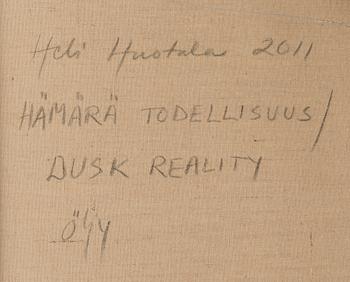 Heli Huotala 2011
HÄMÄRÄ TODELLISUUS/
DUSK REALITY
ÖljY